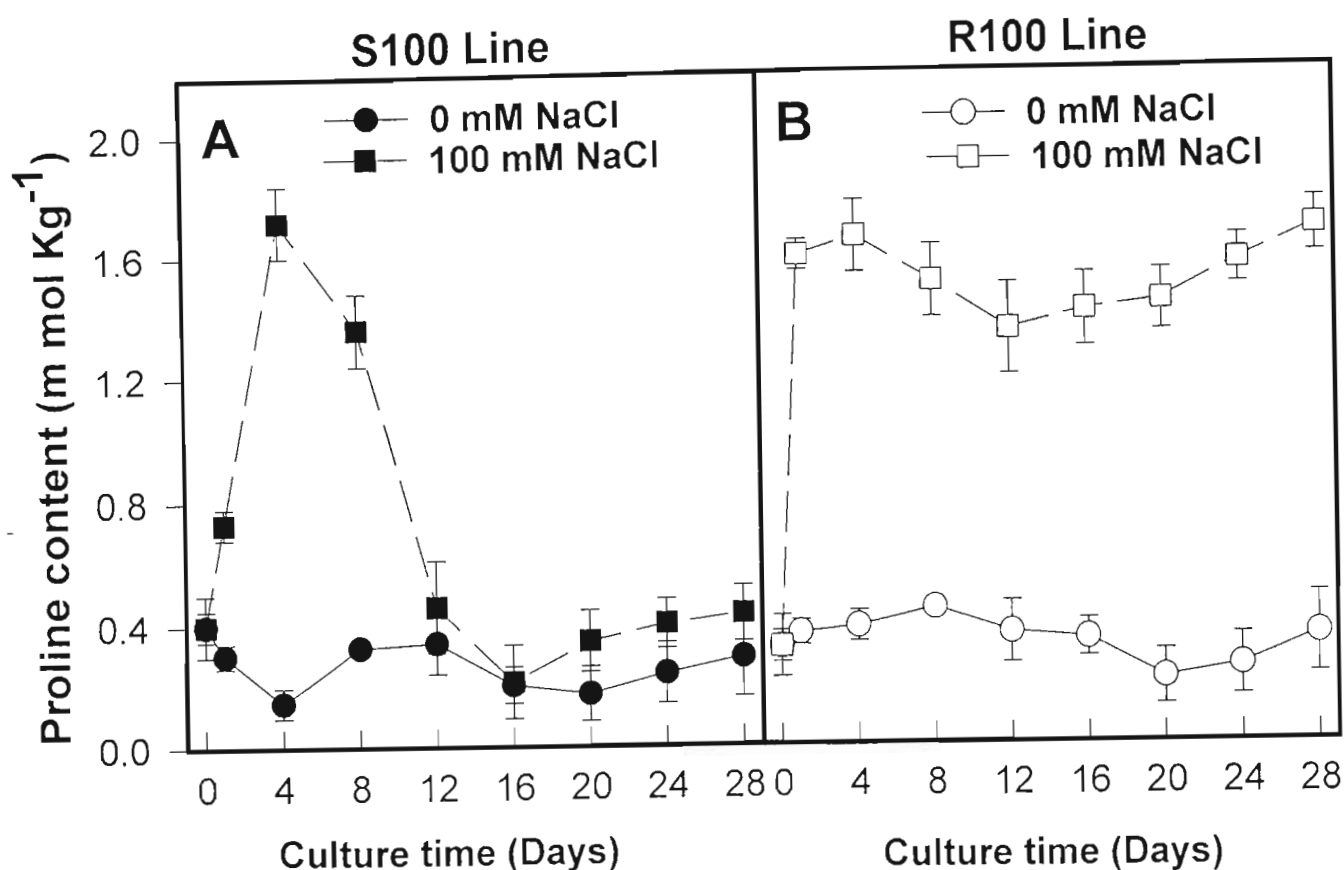 S100 Line
R100 Line
A
0 mM NaCl
100 mM NaCl
B
0 mM NaCl
100 mM NaCl
Proline content (m mol Kg⁻¹)
2.0
1.6
1.2
0.8
0.4
0.0
0 4 8 12 16 20 24 28
0 4 8 12 16 20 24 28
Culture time (Days)
Culture time (Days)